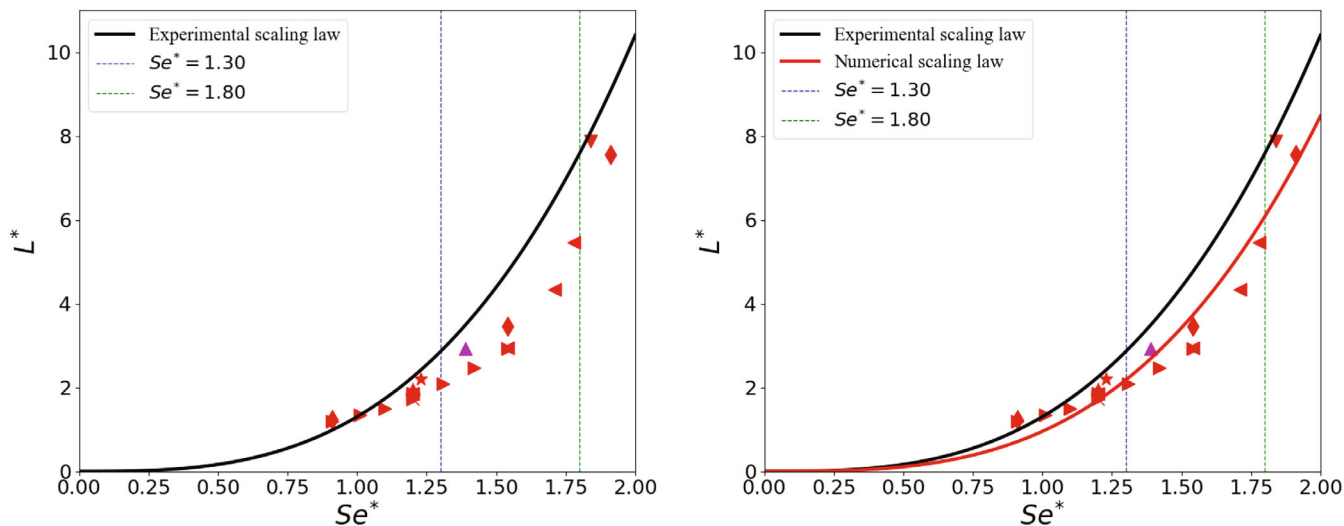 Experimental scaling law
Se* = 1.30
Se* = 1.80
10
8
6
4
2
0
L*
0.00 0.25 0.50 0.75 1.00 1.25 1.50 1.75 2.00
Se*
Experimental scaling law
Numerical scaling law
Se* = 1.30
Se* = 1.80
10
8
6
4
2
0
L*
0.00 0.25 0.50 0.75 1.00 1.25 1.50 1.75 2.00
Se*